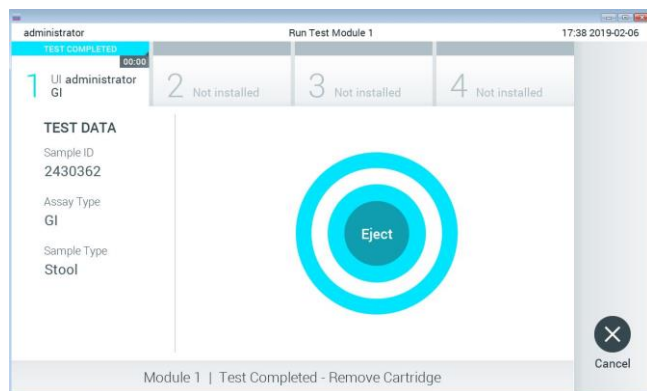 administrator Run Test Module 1 17:38 2019-02-06
TEST COMPLETED
00:00
1 UI administrator
GI
2 Not installed
3 Not installed
4 Not installed
TEST DATA
Sample ID
2430362
Assay Type
GI
Sample Type
Stool
Eject
Cancel
Module 1 | Test Completed - Remove Cartridge